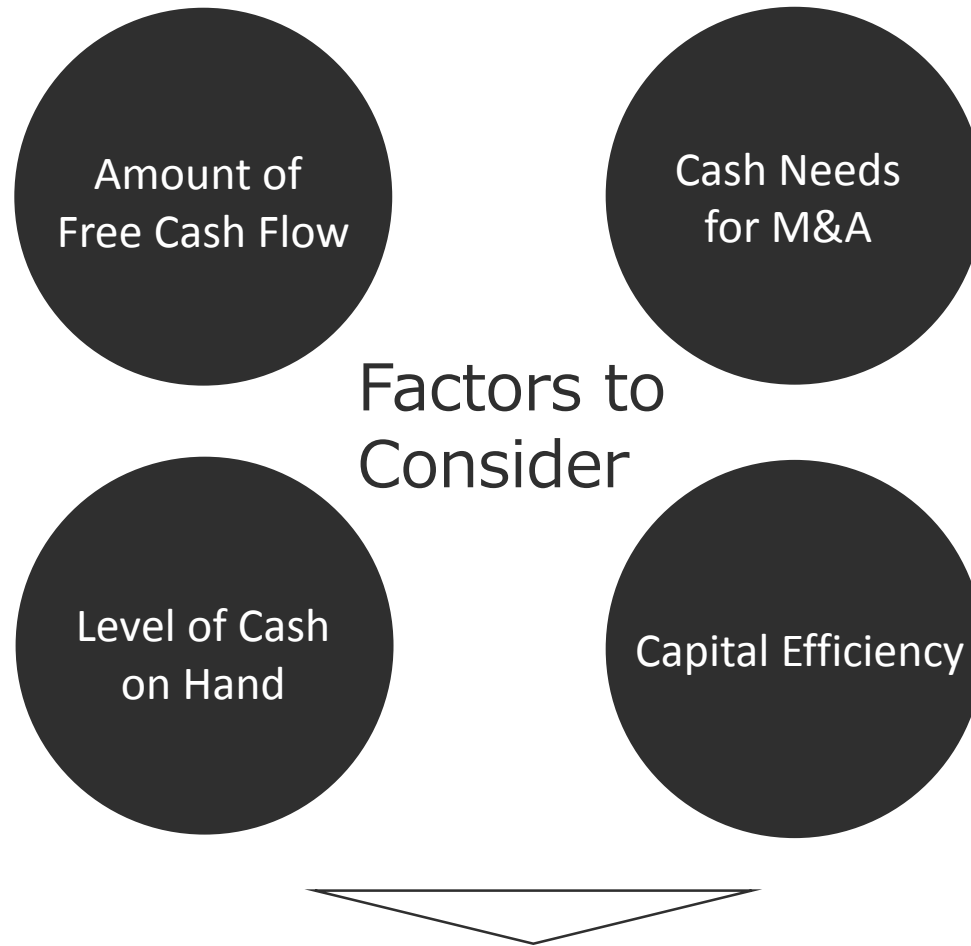 Amount of
Free Cash Flow
Cash Needs
for M&A
Factors to
Consider
Level of Cash
on Hand
Capital Efficiency